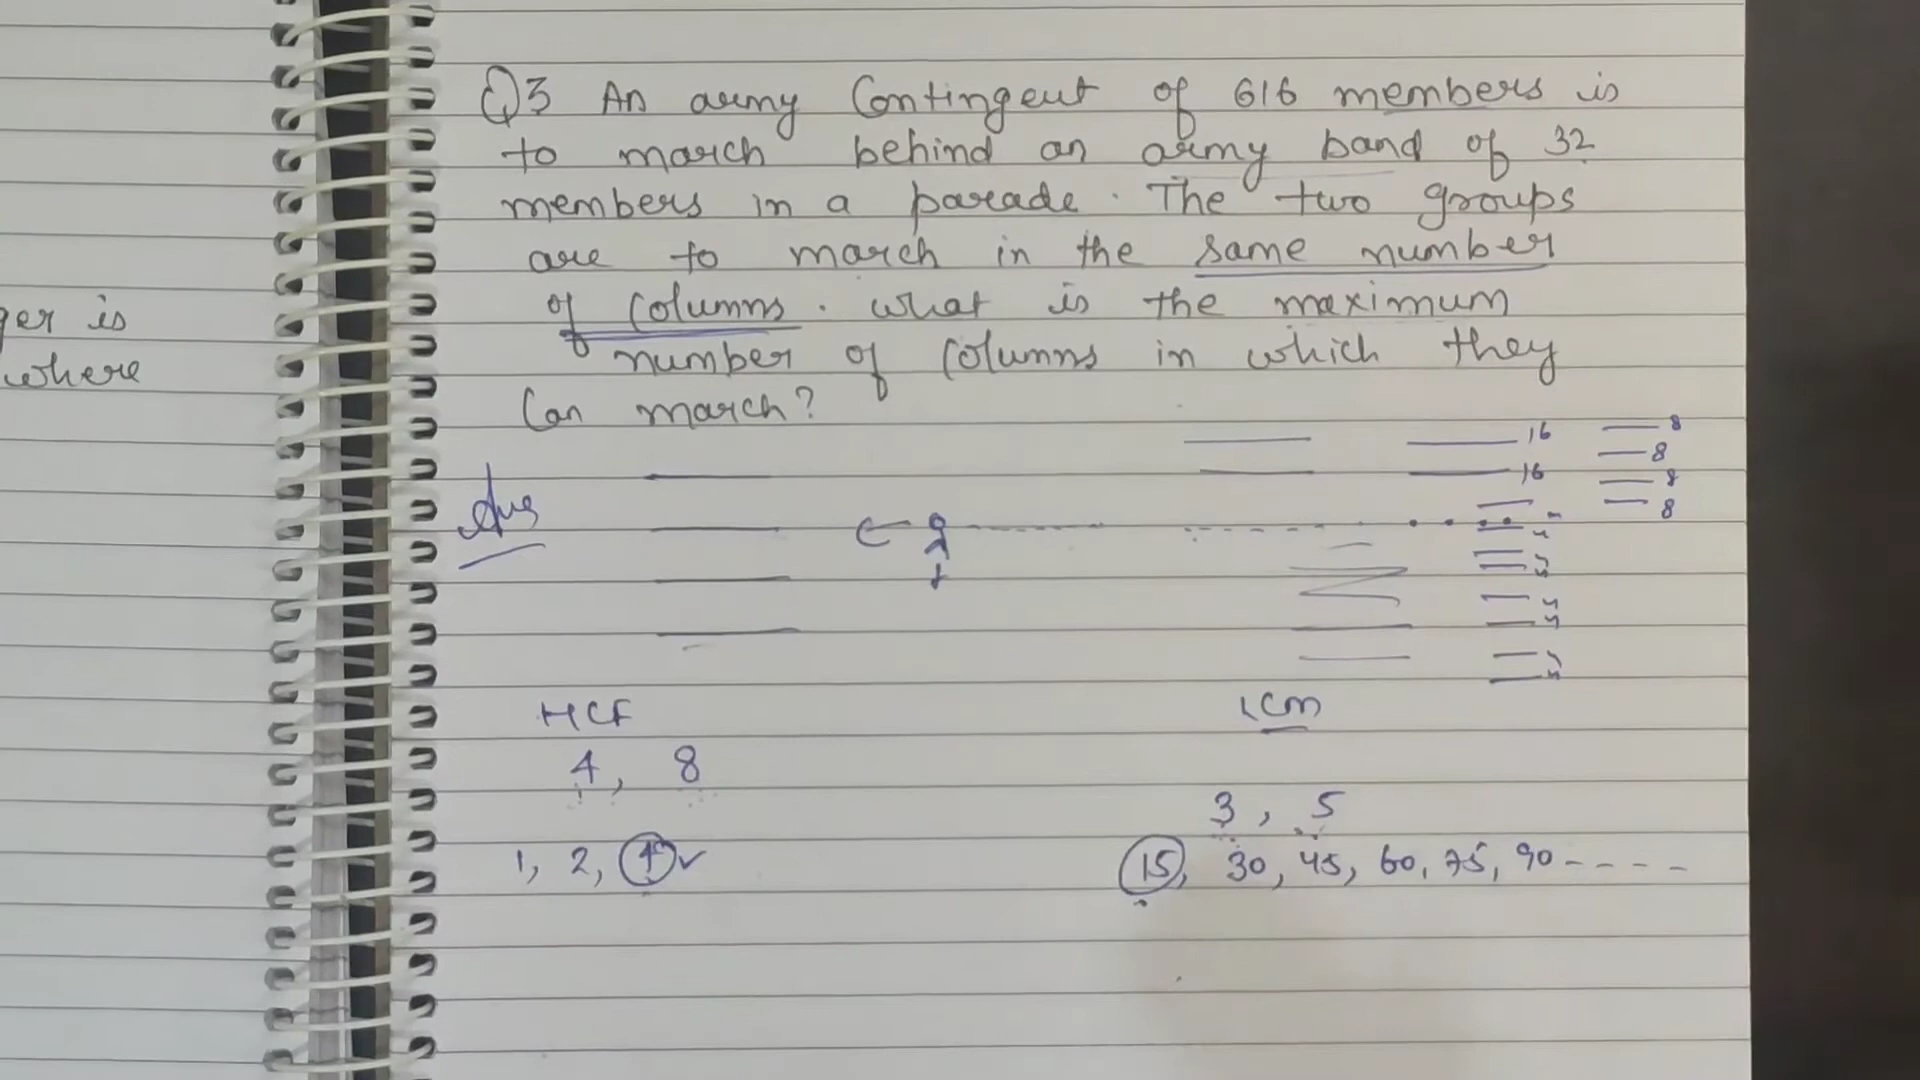 ger is
where
Q3 An army Contingent of 616 members is
to march behind an army band of 32
members in a parade. The two groups
are to march in the same number
of columns. what is the maximum
number of columns in which they
Can march?
Ans
16
16
8
8
8
8
HCF
4, 8
1, 2, 4
LCM
3, 5
15, 30, 45, 60, 75, 90 - - - -